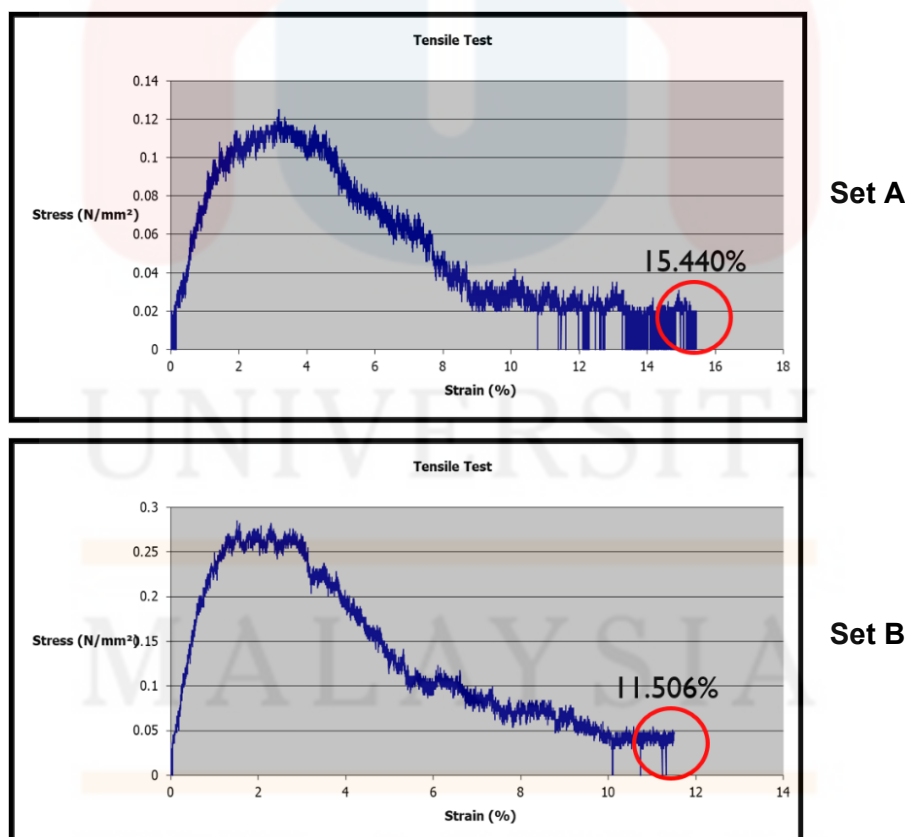 Tensile Test
0.14
0.12
0.1
0.08
Stress (N/mm²)
0.06
0.04
0.02
0
0 2 4 6 8 10 12 14 16 18
Strain (%)
15.440%
Set A
UNIVERSITI
Tensile Test
0.3
0.25
0.2
Stress (N/mm²)
0.15
0.1
0.05
0
0 2 4 6 8 10 12 14
Strain (%)
11.506%
Set B
MALAYSIA